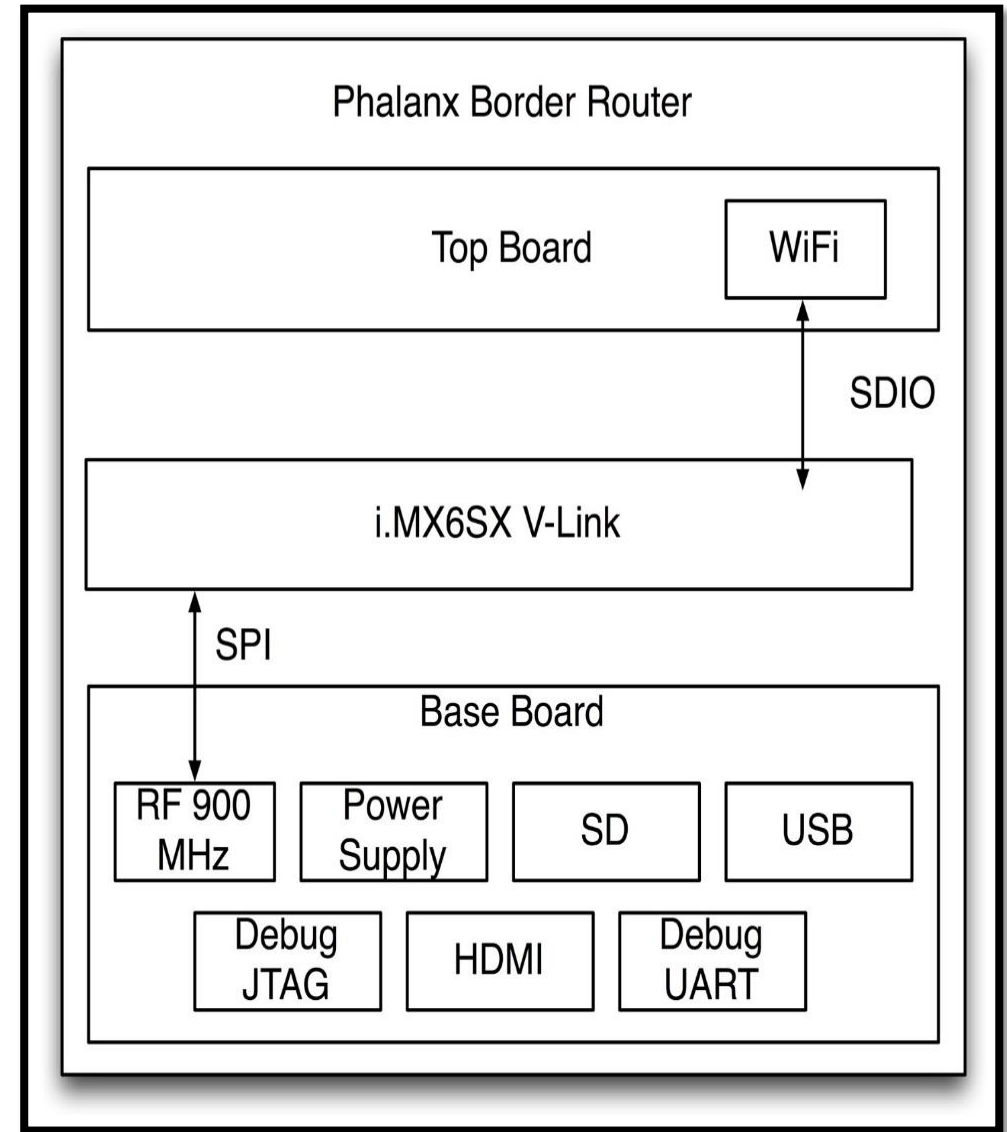 Phalanx Border Router
Top Board
WiFi
SDIO
i.MX6SX V-Link
SPI
Base Board
RF 900
MHz
Power
Supply
SD
USB
Debug
JTAG
HDMI
Debug
UART